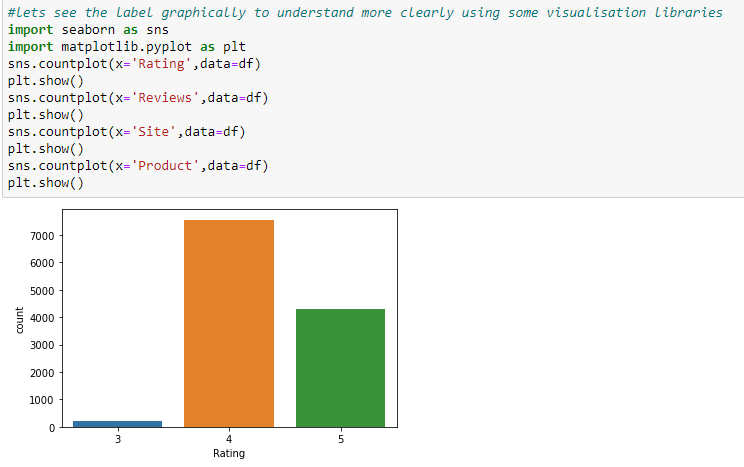 #Lets see the Label graphically to understand more clearly using some visualisation libraries
import seaborn as sns
import matplotlib.pyplot as plt
sns.countplot(x='Rating',data=df)
plt.show()
sns.countplot(x='Reviews',data=df)
plt.show()
sns.countplot(x='Site',data=df)
plt.show()
sns.countplot(x='Product',data=df)
plt.show()
7000
6000
5000
4000
3000
2000
1000
0
count
3 4 5
Rating